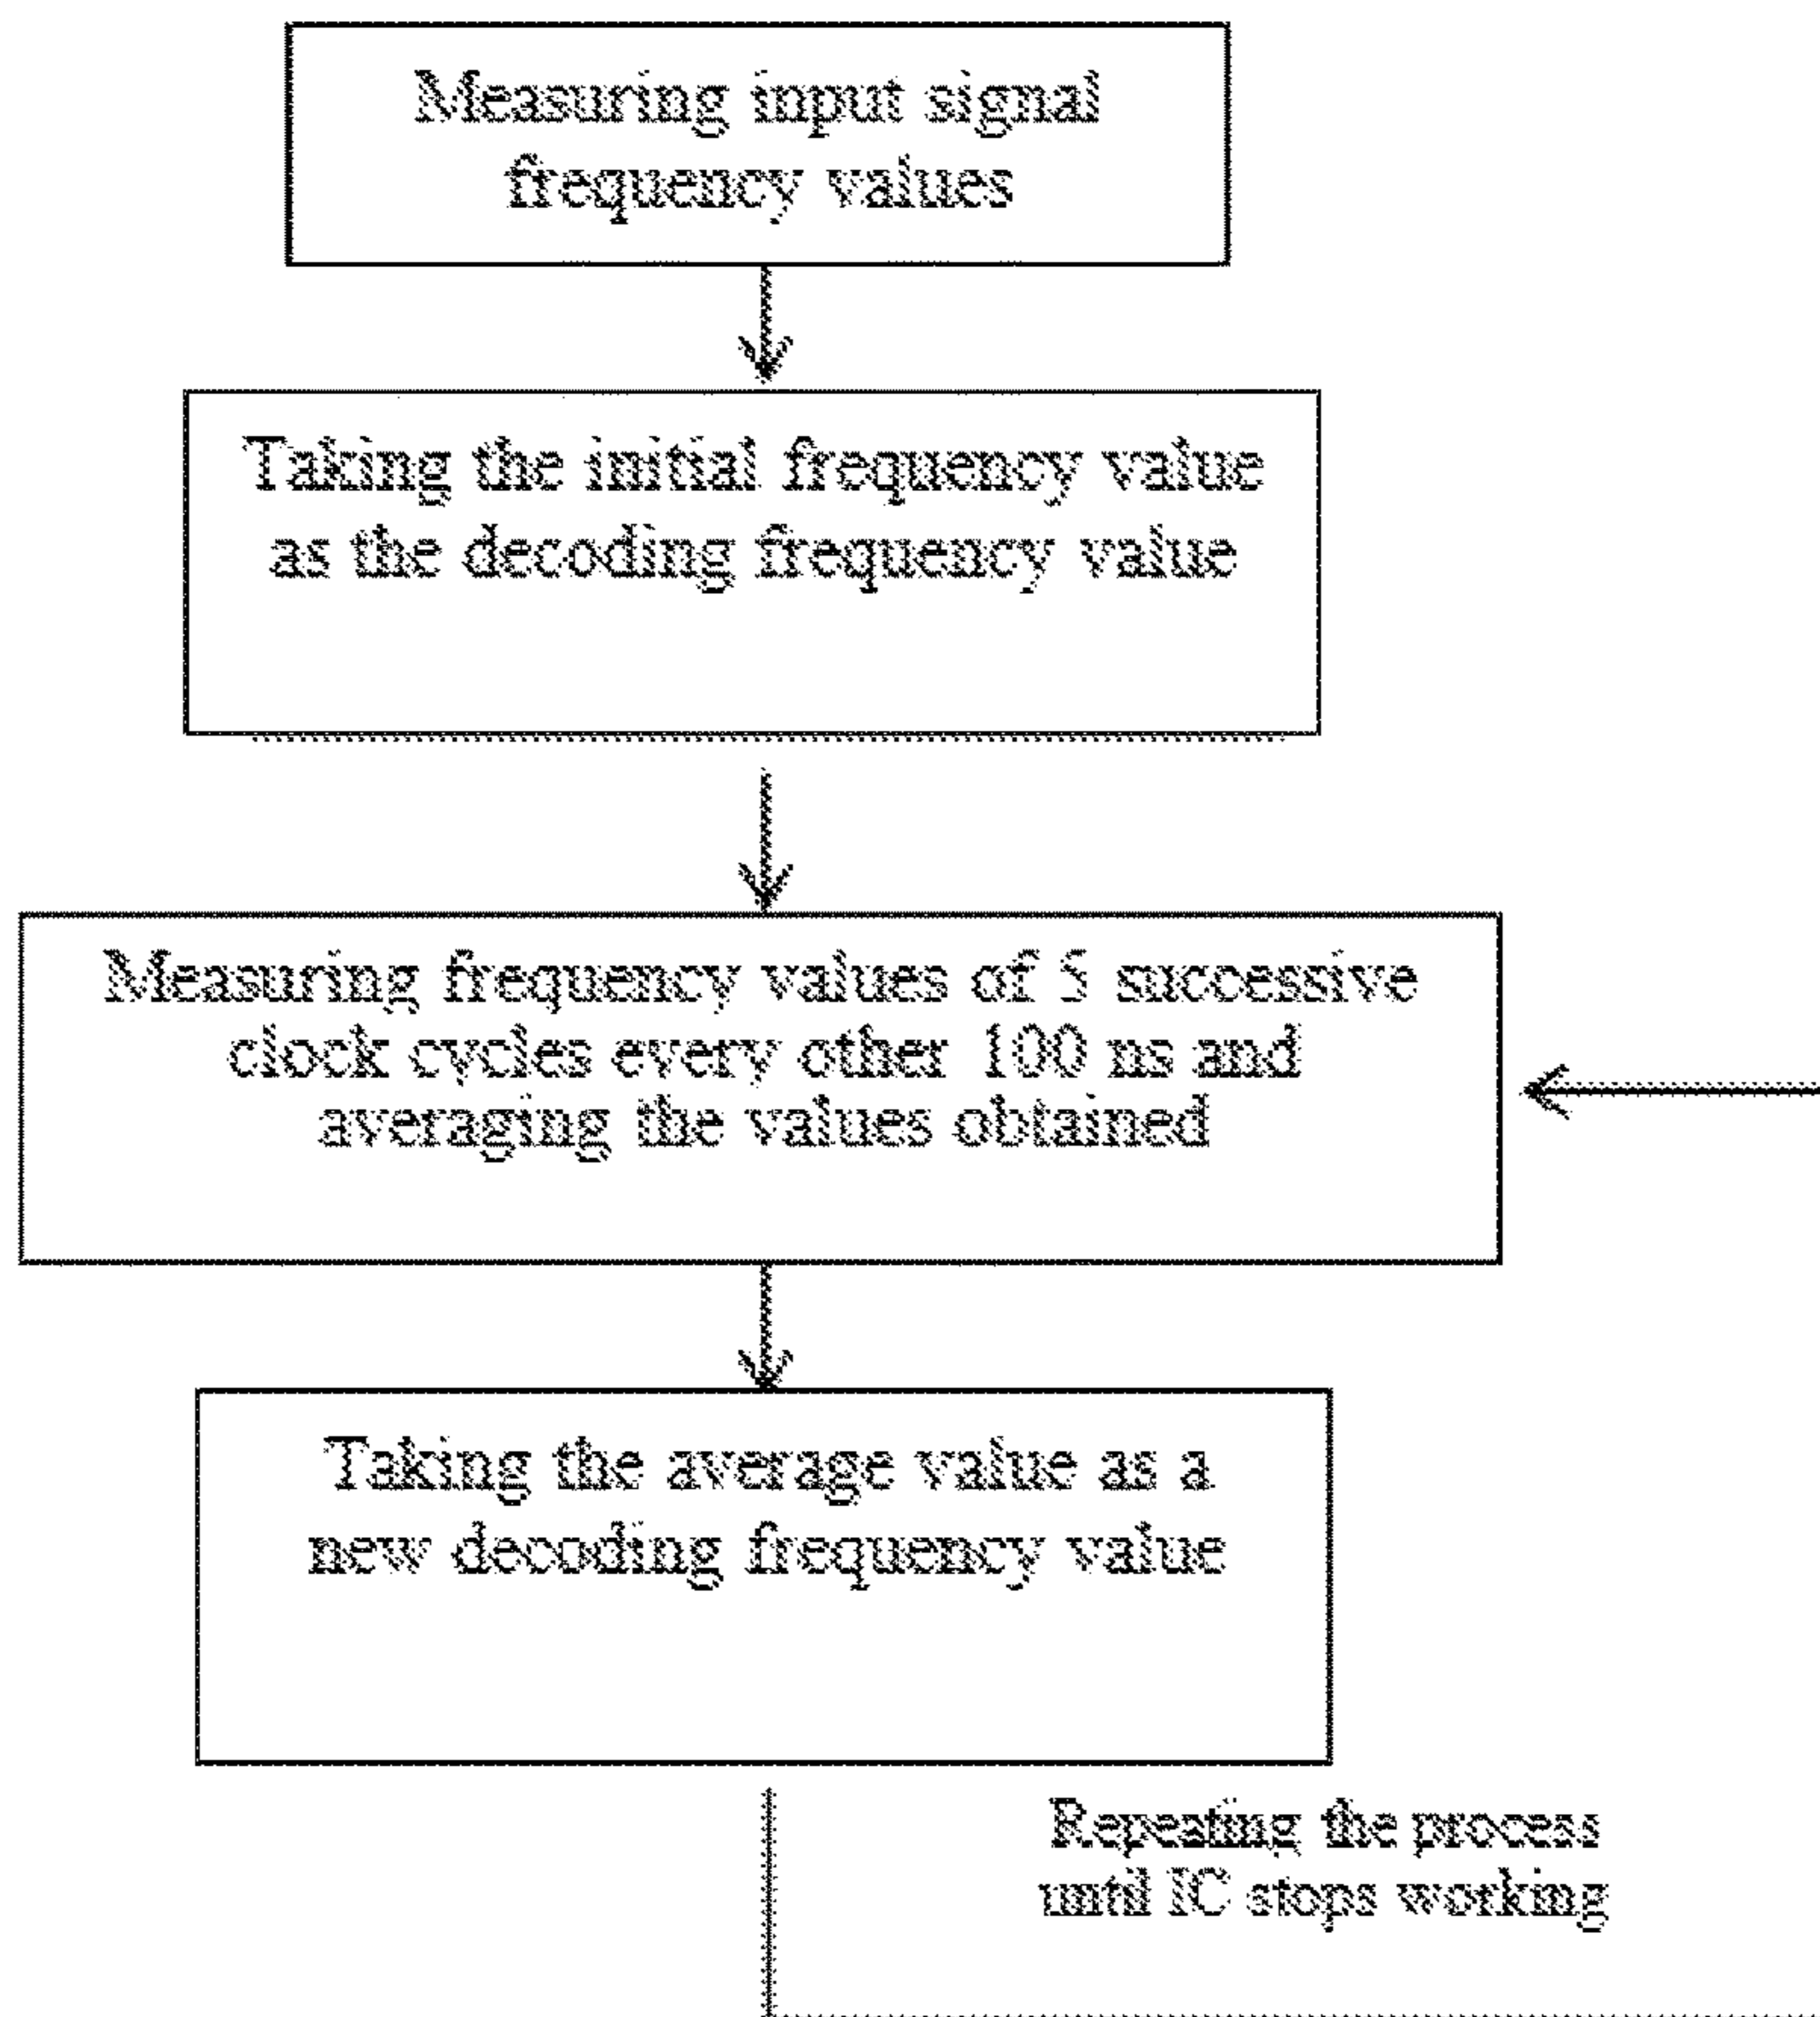 Measuring input signal
frequency values
Taking the initial frequency value
as the decoding frequency value
Measuring frequency values of 5 successive
clock cycles every other 100 ns and
averaging the values obtained
Taking the average value as a
new decoding frequency value
Repeating the process
until IC stops working